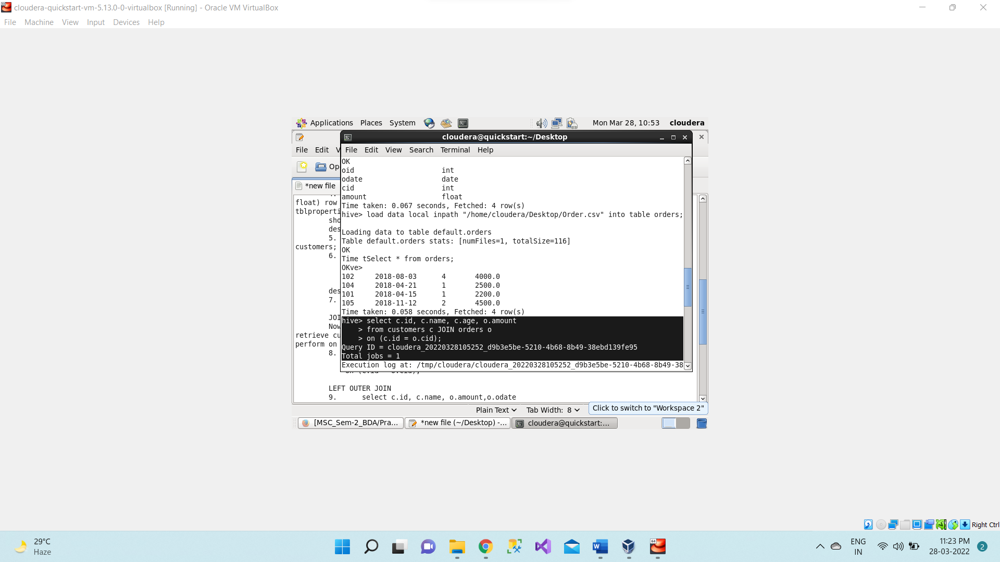 cloudera-quickstart-vm-5.13.0-0-virtualbox [Running] - Oracle VM VirtualBox
File Machine View Input Devices Help
Applications Places System Mon Mar 28, 10:53 cloudera
cloudera@quickstart:~/Desktop
File Edit V
File Edit View Search Terminal Help
Op
*new file
float) row
tblproperti
sho
des
5.
customers;
6.
des
7.
JOI
Now
retrieve cu
perform on
8.
OK
oid int
odate date
cid int
amount float
Time taken: 0.067 seconds, Fetched: 4 row(s)
hive> load data local inpath "/home/cloudera/Desktop/Order.csv" into table orders;
Loading data to table default.orders
Table default.orders stats: [numFiles=1, totalSize=116]
OK
Time tSelect * from orders;
OKve>
102 2018-08-03 4 4000.0
104 2018-04-21 1 2500.0
101 2018-04-15 1 2200.0
105 2018-11-12 2 4500.0
Time taken: 0.058 seconds, Fetched: 4 row(s)
hive> select c.id, c.name, c.age, o.amount
> from customers c JOIN orders o
> on (c.id = o.cid);
Query ID = cloudera_20220328105252_d9b3e5be-5210-4b68-8b49-38ebd139fe95
Total jobs = 1
Execution log at: /tmp/cloudera/cloudera_20220328105252_d9b3e5be-5210-4b68-8b49-38
LEFT OUTER JOIN
9. select c.id, c.name, o.amount,o.odate
Plain Text Tab Width: 8
Click to switch to "Workspace 2"
[MSC_Sem-2_BDA/Pra... *new file (~/Desktop) -... cloudera@quickstart:...
Right Ctrl
29°C
Haze
64
ENG
IN
11:23 PM
28-03-2022
2